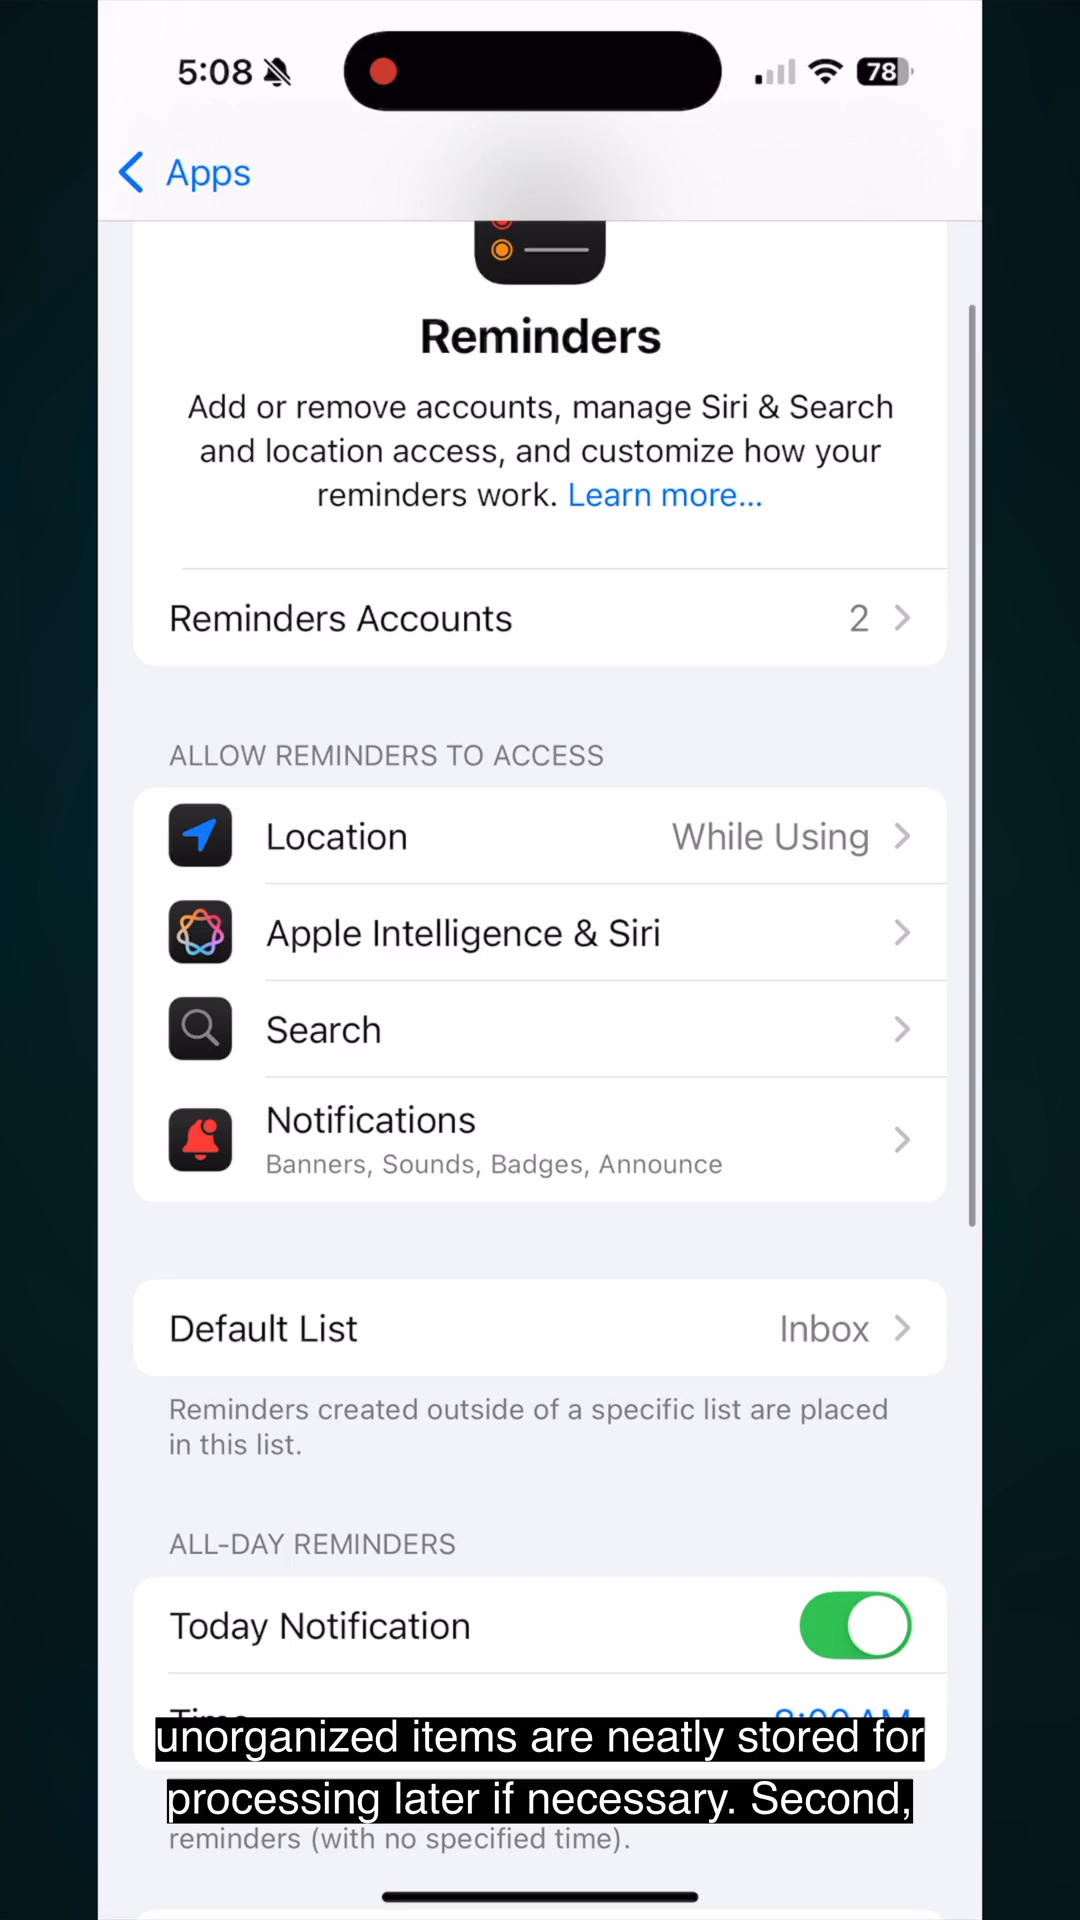 5:08
78
Apps
Reminders
Add or remove accounts, manage Siri & Search
and location access, and customize how your
reminders work. Learn more...
Reminders Accounts 2
ALLOW REMINDERS TO ACCESS
Location While Using
Apple Intelligence & Siri
Search
Notifications
Banners, Sounds, Badges, Announce
Default List Inbox
Reminders created outside of a specific list are placed
in this list.
ALL-DAY REMINDERS
Today Notification
Time 8:00 AM
unorganized items are neatly stored for
processing later if necessary. Second,
reminders (with no specified time).